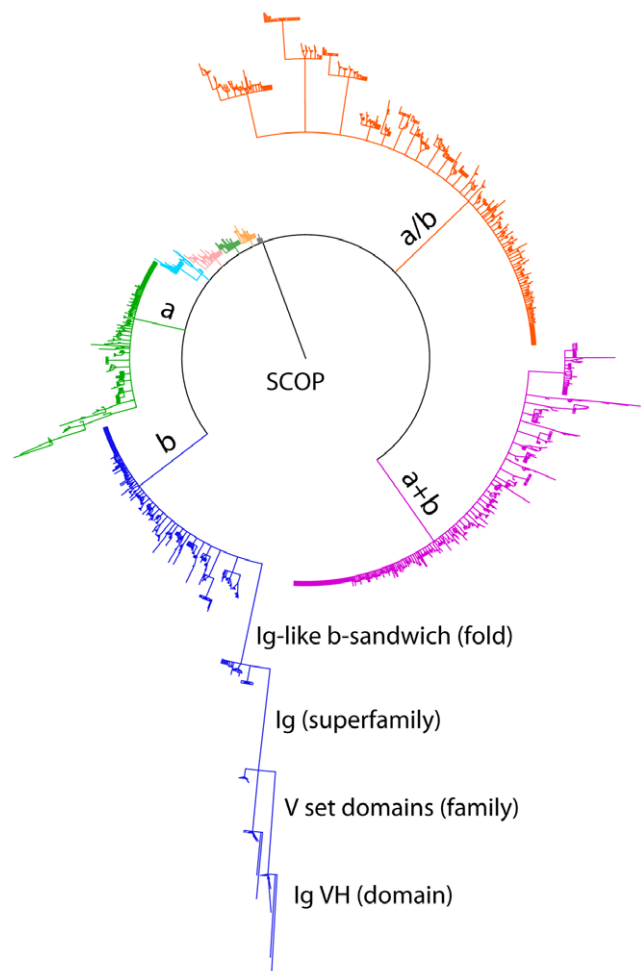 a/b
a
SCOP
b
a+b
Ig-like b-sandwich (fold)
Ig (superfamily)
V set domains (family)
Ig VH (domain)